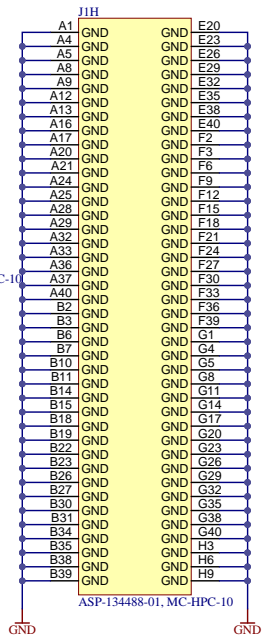 J1H
A1 GND GND E20
A4 GND GND E23
A5 GND GND E26
A8 GND GND E29
A9 GND GND E32
A12 GND GND E35
A13 GND GND E38
A16 GND GND E40
A17 GND GND F2
A20 GND GND F3
A21 GND GND F6
A24 GND GND F9
A25 GND GND F12
A28 GND GND F15
A29 GND GND F18
A32 GND GND F21
A33 GND GND F24
A36 GND GND F27
C-10 A37 GND GND F30
A40 GND GND F33
B2 GND GND F36
B3 GND GND F39
B6 GND GND G1
B7 GND GND G4
B10 GND GND G5
B11 GND GND G8
B14 GND GND G11
B15 GND GND G14
B18 GND GND G17
B19 GND GND G20
B22 GND GND G23
B23 GND GND G26
B26 GND GND G29
B27 GND GND G32
B30 GND GND G35
B31 GND GND G38
B34 GND GND G40
B35 GND GND H3
B38 GND GND H6
B39 GND GND H9
ASP-134488-01, MC-HPC-10
GND GND